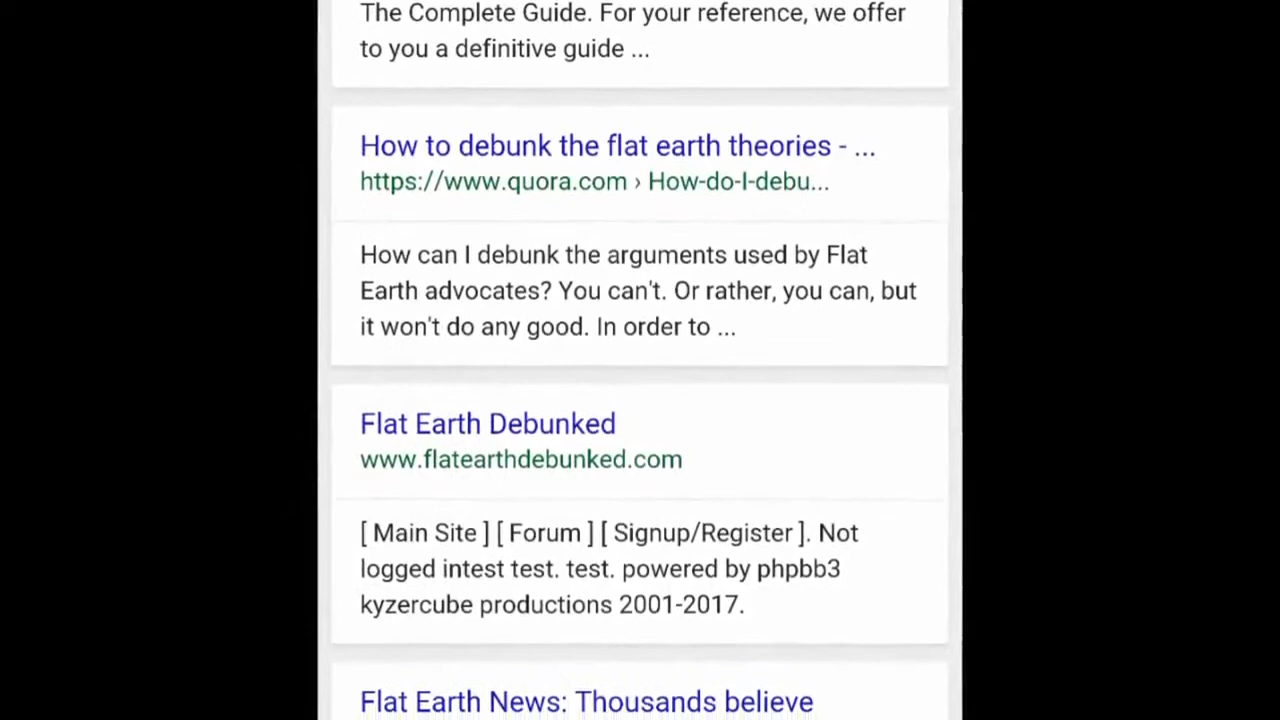 The Complete Guide. For your reference, we offer
to you a definitive guide ...
How to debunk the flat earth theories - ...
https://www.quora.com › How-do-I-debu...
How can I debunk the arguments used by Flat
Earth advocates? You can't. Or rather, you can, but
it won't do any good. In order to ...
Flat Earth Debunked
www.flatearthdebunked.com
[ Main Site ] [ Forum ] [ Signup/Register ]. Not
logged intest test. test. powered by phpbb3
kyzercube productions 2001-2017.
Flat Earth News: Thousands believe